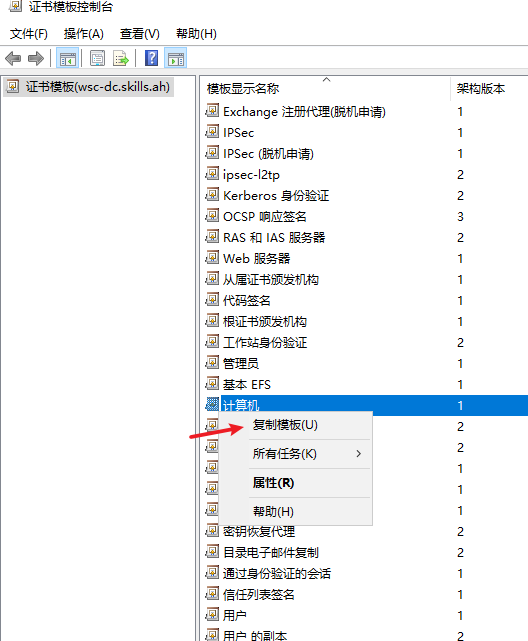 证书模板控制台
文件(F) 操作(A) 查看(V) 帮助(H)
证书模板(wsc-dc.skills.ah)
模板显示名称 架构版本
Exchange 注册代理(脱机申请) 1
IPSec 1
IPSec (脱机申请) 1
ipsec-l2tp 2
Kerberos 身份验证 2
OCSP 响应签名 3
RAS 和 IAS 服务器 2
Web 服务器 1
从属证书颁发机构 1
代码签名 1
根证书颁发机构 1
工作站身份验证 2
管理员 1
基本 EFS 1
计算机 1
复制模板(U) 2
所有任务(K) 2
1
属性(R) 1
帮助(H) 1
密钥恢复代理 2
目录电子邮件复制 2
通过身份验证的会话 1
信任列表签名 1
用户 1
用户 的副本 2